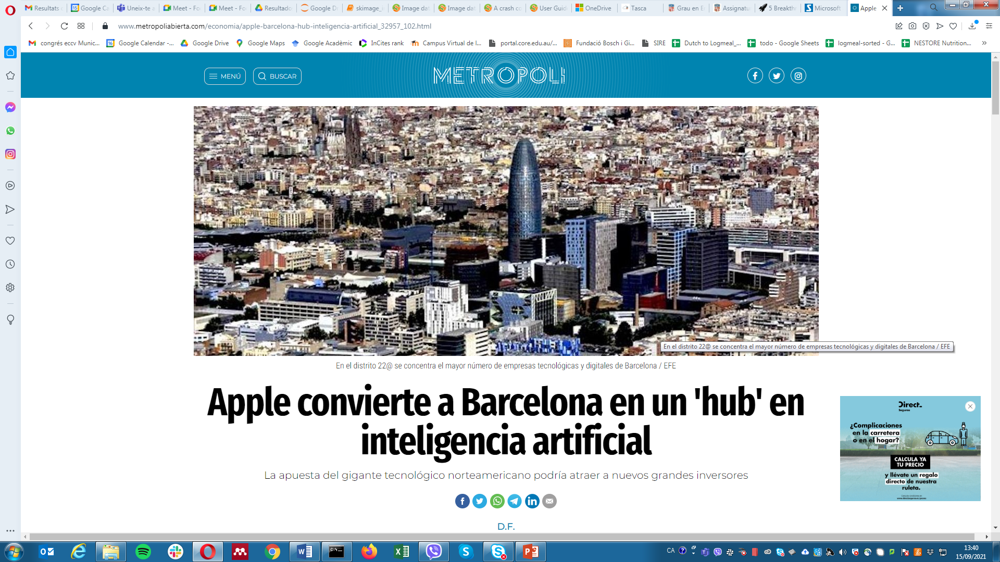 Resultats
Google Ca
Uneix-te a
Meet - Fo
Meet - Fo
Resultado
Google Dr
skimage_i
Image dat
Image dat
A crash co
User Guid
OneDrive
Tasca
Grau en E
Assignatu
5 Breakthr
Microsoft
Apple
www.metropoliabierta.com/economia/apple-barcelona-hub-inteligencia-artificial_32957_102.html
congrés eccv Munic...
Google Calendar -...
Google Drive
Google Maps
Google Acadèmic
InCites rank
Campus Virtual de l...
portal.core.edu.au/...
Fundació Bosch i Gi...
SIRE
Dutch to Logmeal_...
todo - Google Sheets
logmeal-sorted - G...
NESTORE Nutrition...
MENÚ
BUSCAR
METROPOLI
En el distrito 22@ se concentra el mayor número de empresas tecnológicas y digitales de Barcelona / EFE
En el distrito 22@ se concentra el mayor número de empresas tecnológicas y digitales de Barcelona / EFE
Apple convierte a Barcelona en un 'hub' en
inteligencia artificial
La apuesta del gigante tecnológico norteamericano podría atraer a nuevos grandes inversores
D.F.
Direct
Seguros
¿Complicaciones
en la carretera
o en el hogar?
CALCULA YA
TU PRECIO
y llévate un regalo
directo de nuestra
ruleta.
CA
13:40
15/09/2021